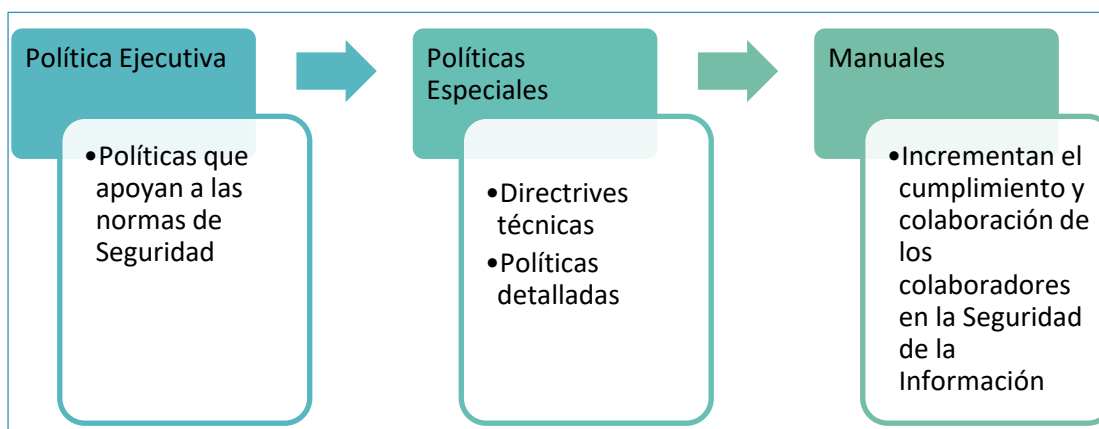 Política Ejecutiva
•Políticas que
apoyan a las
normas de
Seguridad
Políticas
Especiales
•Directrives
técnicas
•Políticas
detalladas
Manuales
•Incrementan el
cumplimiento y
colaboración de
los
colaboradores
en la Seguridad
de la
Información